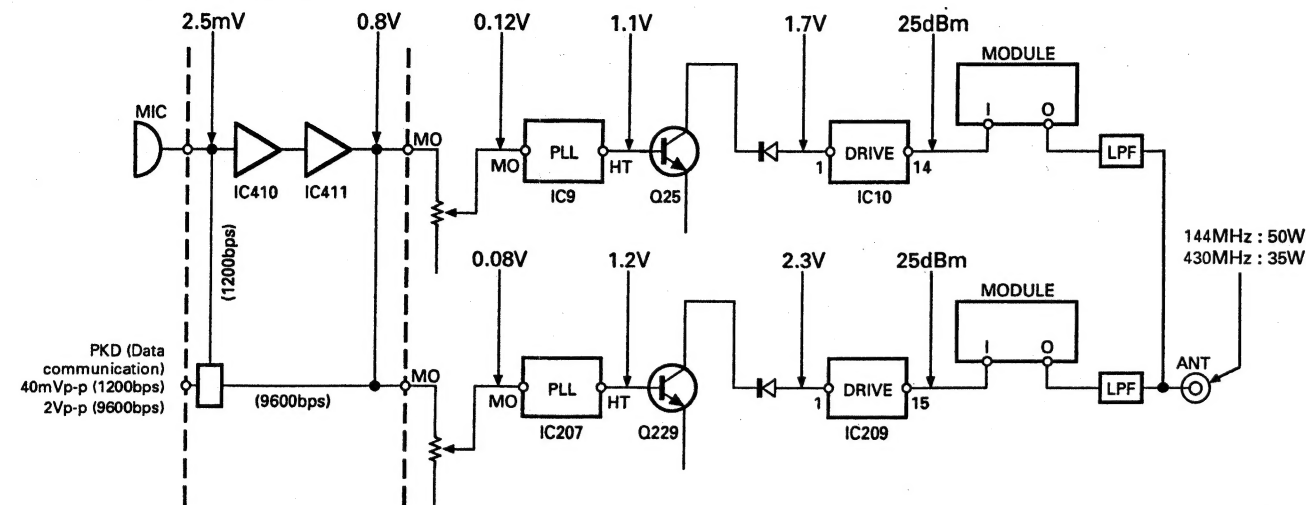 2.5mV
0.8V
0.12V
1.1V
1.7V
25dBm
MODULE
MIC
I
O
MO
MO
PLL
HT
1
DRIVE
14
LPF
IC410
IC411
IC9
Q25
IC10
(1200bps)
144MHz : 50W
430MHz : 35W
0.08V
1.2V
2.3V
25dBm
MODULE
I
O
PKD (Data
communication)
40mVp-p (1200bps)
2Vp-p (9600bps)
(9600bps)
MO
MO
PLL
HT
1
DRIVE
15
LPF
ANT
IC207
Q229
IC209